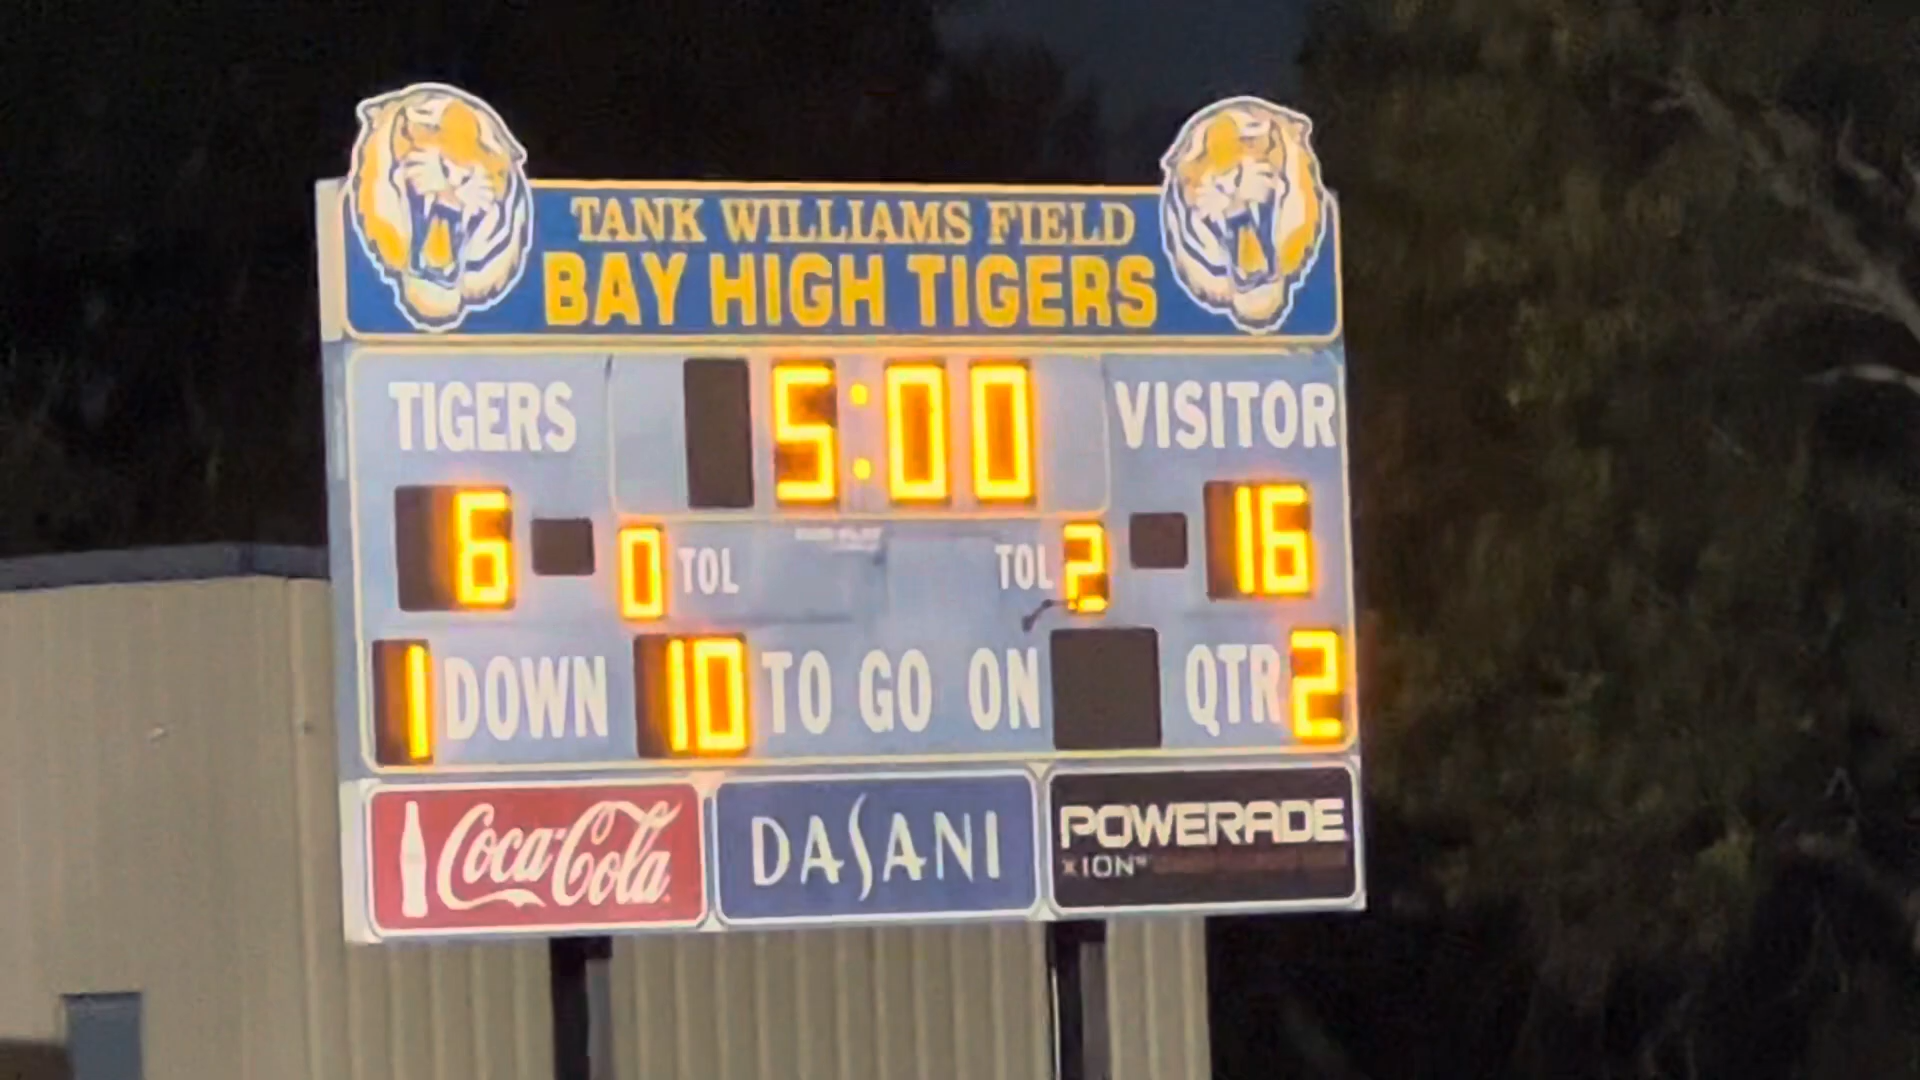 TANK WILLIAMS FIELD
BAY HIGH TIGERS
TIGERS 5:00 VISITOR
6 0 TOL TOL 2 16
1 DOWN 10 TO GO ON QTR 2
Coca-Cola DASANI POWERADE
ION